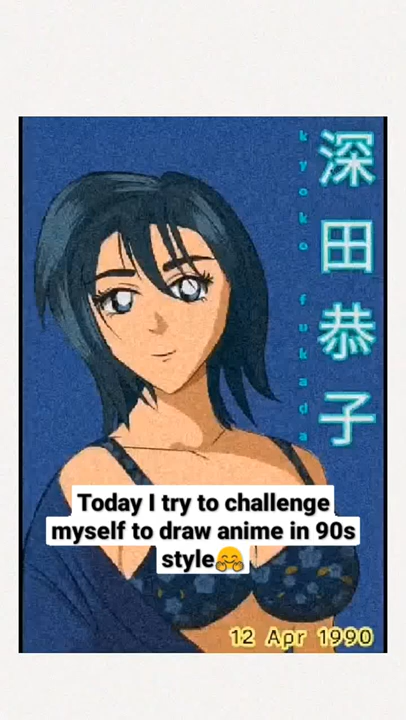 深田恭子
kyoko fukada
Today I try to challenge
myself to draw anime in 90s
style🤗
12 Apr 1990